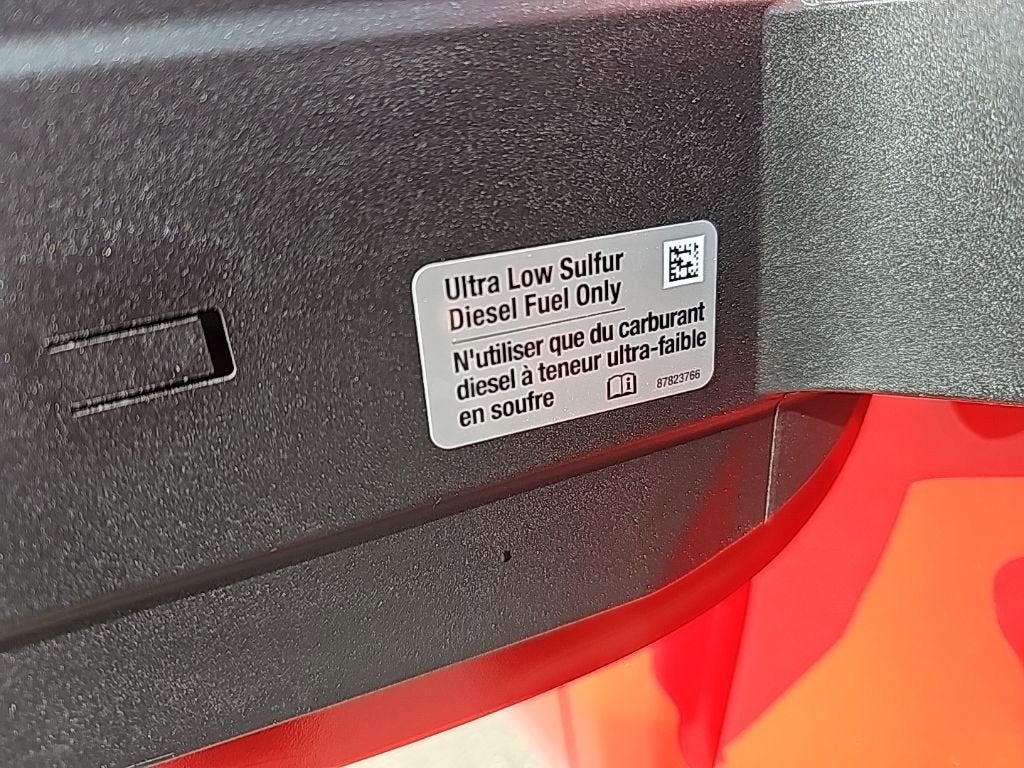 Ultra Low Sulfur
Diesel Fuel Only
N'utiliser que du carburant
diesel à teneur ultra-faible
en soufre
87823766